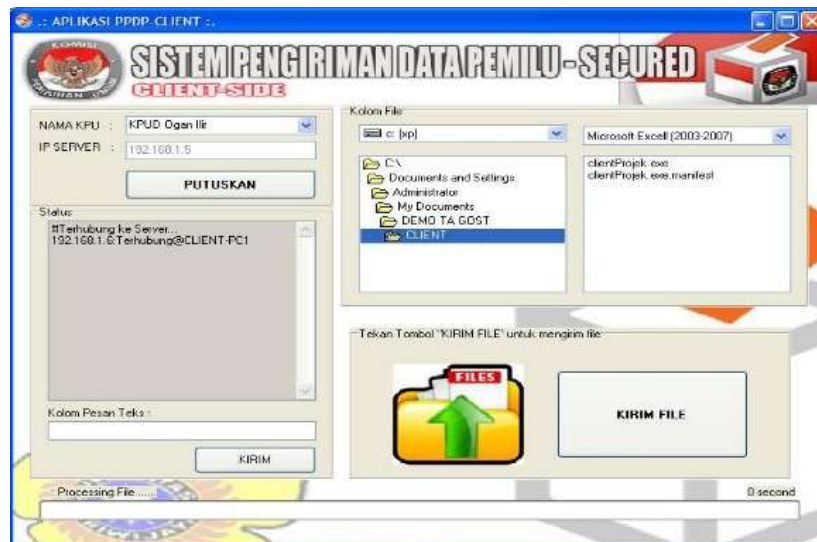 .: APLIKASI PPDP-CLIENT :.
KOMISI
PEMILIHAN UMUM
SISTEM PENGIRIMAN DATA PEMILU-SECURED
CLIENT-SIDE
NAMA KPU : KPUD Ogan Ilir
IP SERVER : 192.168.1.5
PUTUSKAN
Status
#Terhubung ke Server...
192.168.1.6:Terhubung@CLIENT-PC1
Kolom Pesan Teks :
KIRIM
Kolom File
c: [xp]
Microsoft Excell (2003-2007)
C:\
Documents and Settings
Administrator
My Documents
DEMO TA GOST
CLIENT
clientProjek.exe
clientProjek.exe.manifest
Tekan Tombol "KIRIM FILE" untuk mengirim file
FILES
KIRIM FILE
Processing File.......
0 second